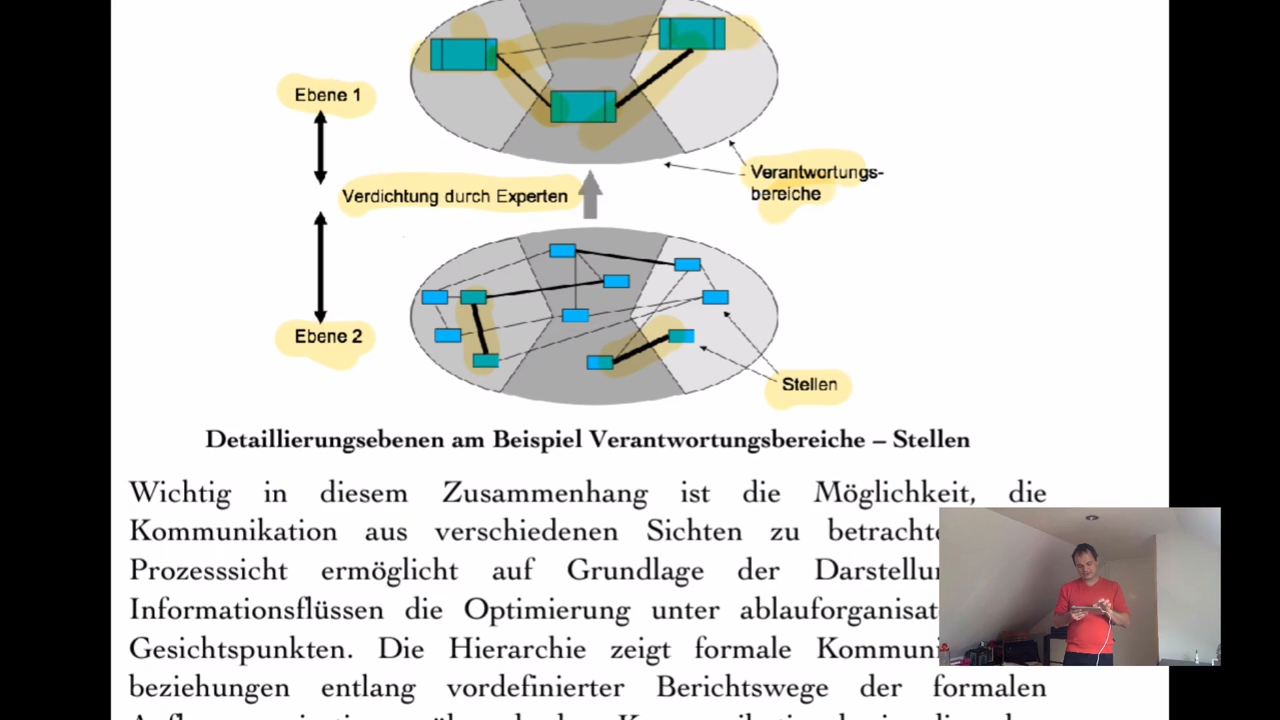 Ebene 1
Verantwortungs-
bereiche
Verdichtung durch Experten
Ebene 2
Stellen
Detaillierungsebenen am Beispiel Verantwortungsbereiche – Stellen
Wichtig in diesem Zusammenhang ist die Möglichkeit, die
Kommunikation aus verschiedenen Sichten zu
Prozesssicht ermöglicht auf Grundlage der
Informationsflüssen die Optimierung unter
Gesichtspunkten. Die Hierarchie zeigt formale
beziehungen entlang vordefinierter Berichtswege der formalen